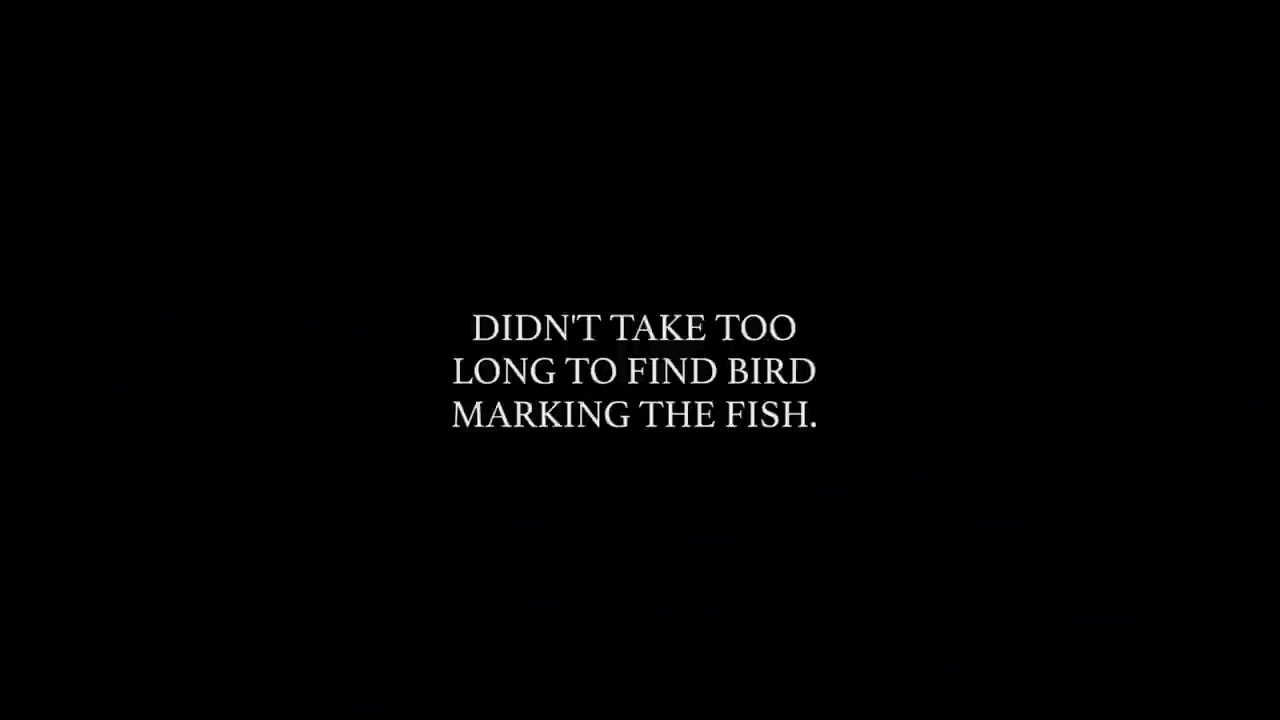 DIDN'T TAKE TOO
LONG TO FIND BIRD
MARKING THE FISH.